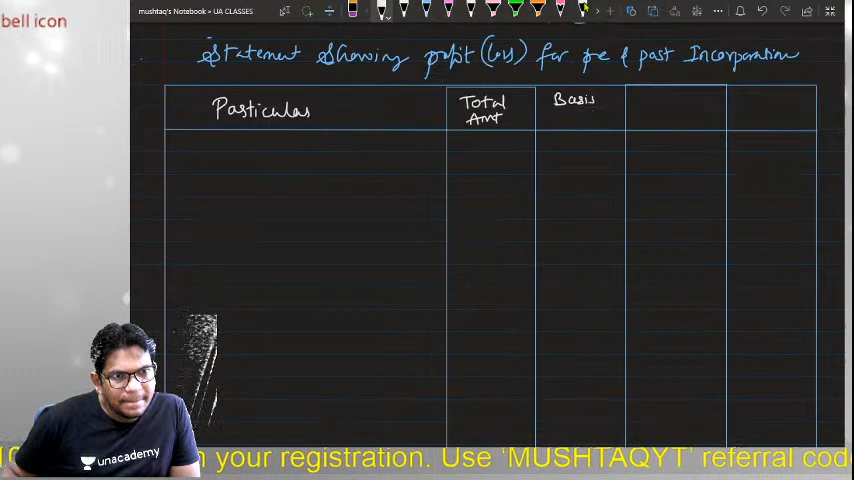 bell icon
mushtaq's Notebook » UA CLASSES
Statement Showing profit (loss) for pre & post Incorporation
Particulars
Total
Amt
Basis
unacademy
n your registration. Use ‘MUSHTAQYT’ referral cod